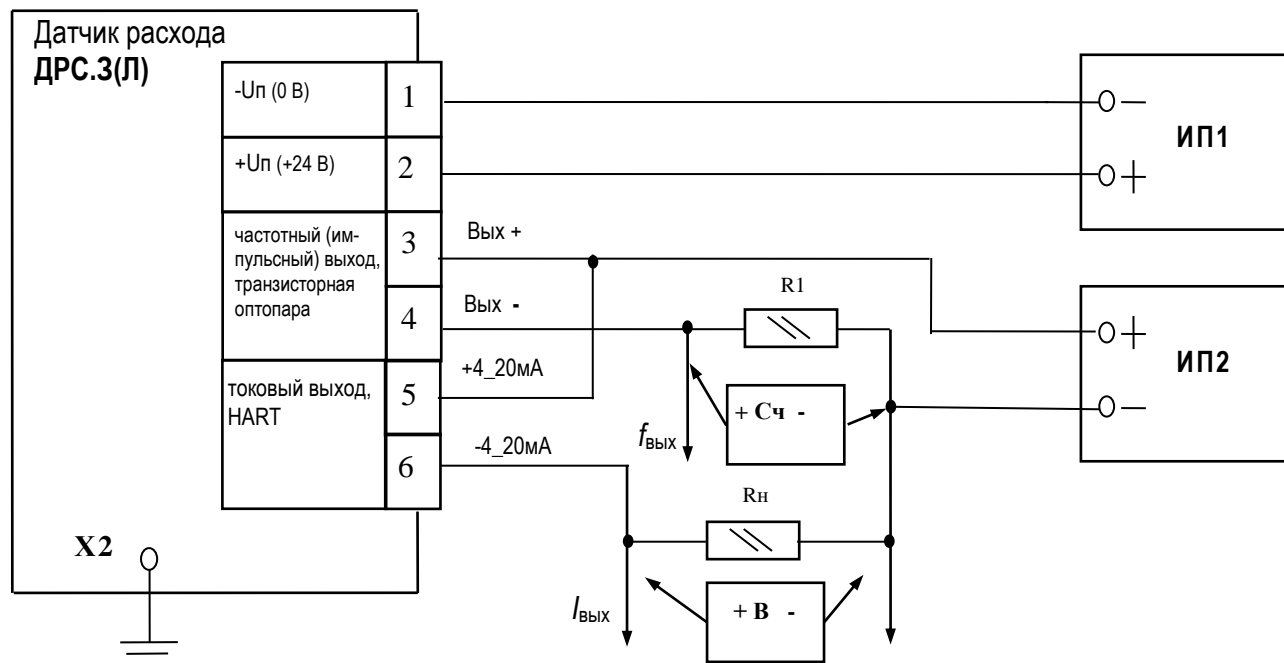 Датчик расхода
ДРС.З(Л)
-Uп (0 В)
1
+Uп (+24 В)
2
частотный (им-
пульсный) выход,
транзисторная
оптопара
3
4
токовый выход,
HART
5
6
Вых +
Вых -
+4_20мА
-4_20мА
R1
+ Сч -
fвых
Rн
+ В -
Iвых
ИП1
−
+
ИП2
+
−
X2